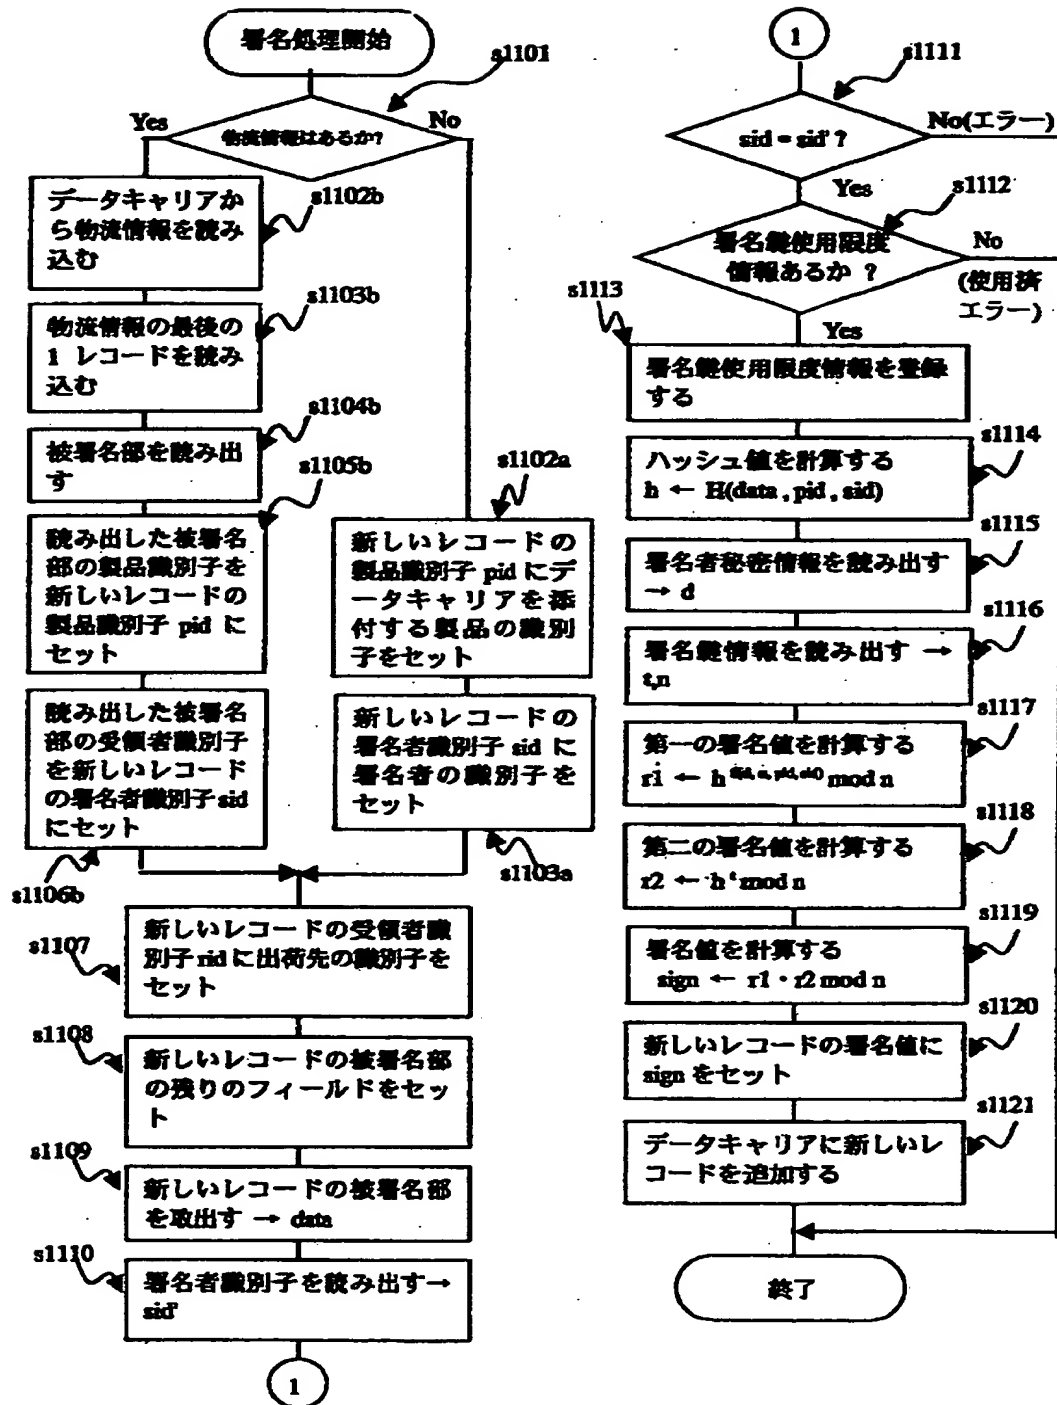 署名処理開始
s1101
Yes
物流情報はあるか?
No
データキャリアか
ら物流情報を読み
込む
s1102b
物流情報の最後の
1 レコードを読み
込む
s1103b
被署名部を読み出
す
s1104b
読み出した被署名
部の製品識別子を
新しいレコードの
製品識別子 pid に
セット
s1105b
読み出した被署名
部の受領者識別子
を新しいレコード
の署名者識別子 sid
にセット
s1106b
s1102a
新しいレコードの
製品識別子 pid にデ
ータキャリアを添
付する製品の識別
子をセット
新しいレコードの
署名者識別子 sid に
署名者の識別子を
セット
s1103a
s1107
新しいレコードの受領者識
別子 rid に出荷先の識別子を
セット
s1108
新しいレコードの被署名部
の残りのフィールドをセッ
ト
s1109
新しいレコードの被署名部
を取出す → data
s1110
署名者識別子を読み出す→
sid'
1
1
s1111
sid = sid' ?
No(エラー)
Yes
s1112
署名鍵使用限度
情報あるか ?
No
(使用済
エラー)
Yes
s1113
署名鍵使用限度情報を登録
する
s1114
ハッシュ値を計算する
h ← H(data , pid , sid)
s1115
署名者秘密情報を読み出す
→ d
s1116
署名鍵情報を読み出す →
t,n
s1117
第一の署名値を計算する
r1 ← h mod n
s1118
第二の署名値を計算する
r2 ← h^t mod n
s1119
署名値を計算する
sign ← r1・r2 mod n
s1120
新しいレコードの署名値に
sign をセット
s1121
データキャリアに新しいレ
コードを追加する
終了